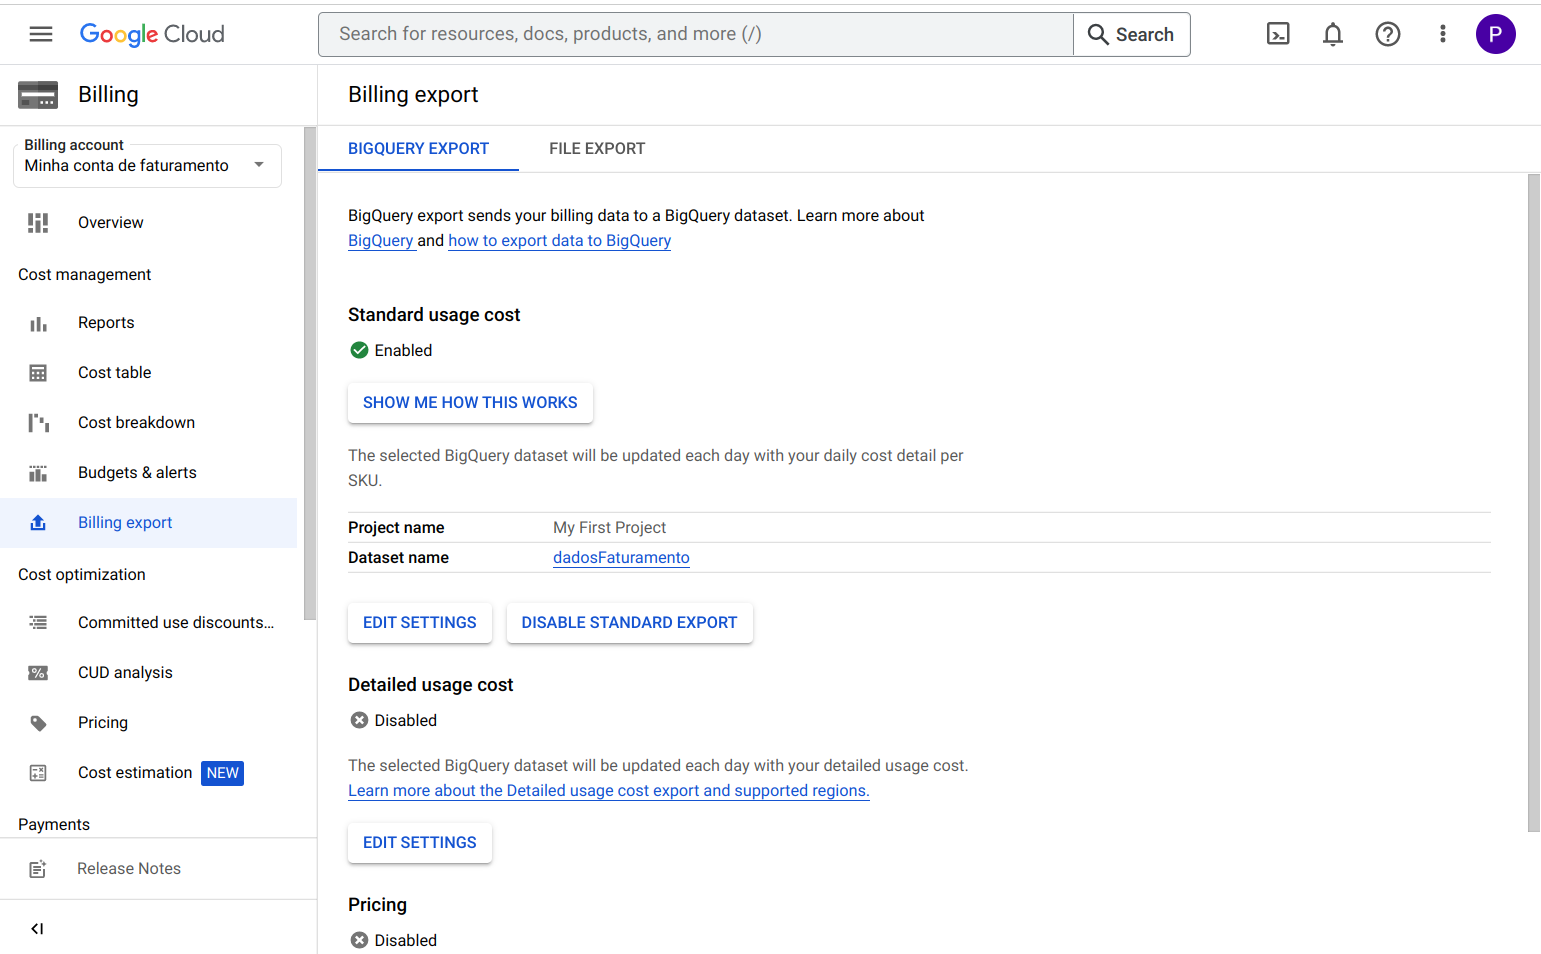 Google Cloud
Search for resources, docs, products, and more (/)
Search
P
Billing
Billing account
Minha conta de faturamento
Overview
Cost management
Reports
Cost table
Cost breakdown
Budgets & alerts
Billing export
Cost optimization
Committed use discounts...
CUD analysis
Pricing
Cost estimation NEW
Payments
Release Notes
Billing export
BIGQUERY EXPORT
FILE EXPORT
BigQuery export sends your billing data to a BigQuery dataset. Learn more about
BigQuery and how to export data to BigQuery
Standard usage cost
Enabled
SHOW ME HOW THIS WORKS
The selected BigQuery dataset will be updated each day with your daily cost detail per
SKU.
Project name My First Project
Dataset name dadosFaturamento
EDIT SETTINGS DISABLE STANDARD EXPORT
Detailed usage cost
Disabled
The selected BigQuery dataset will be updated each day with your detailed usage cost.
Learn more about the Detailed usage cost export and supported regions.
EDIT SETTINGS
Pricing
Disabled